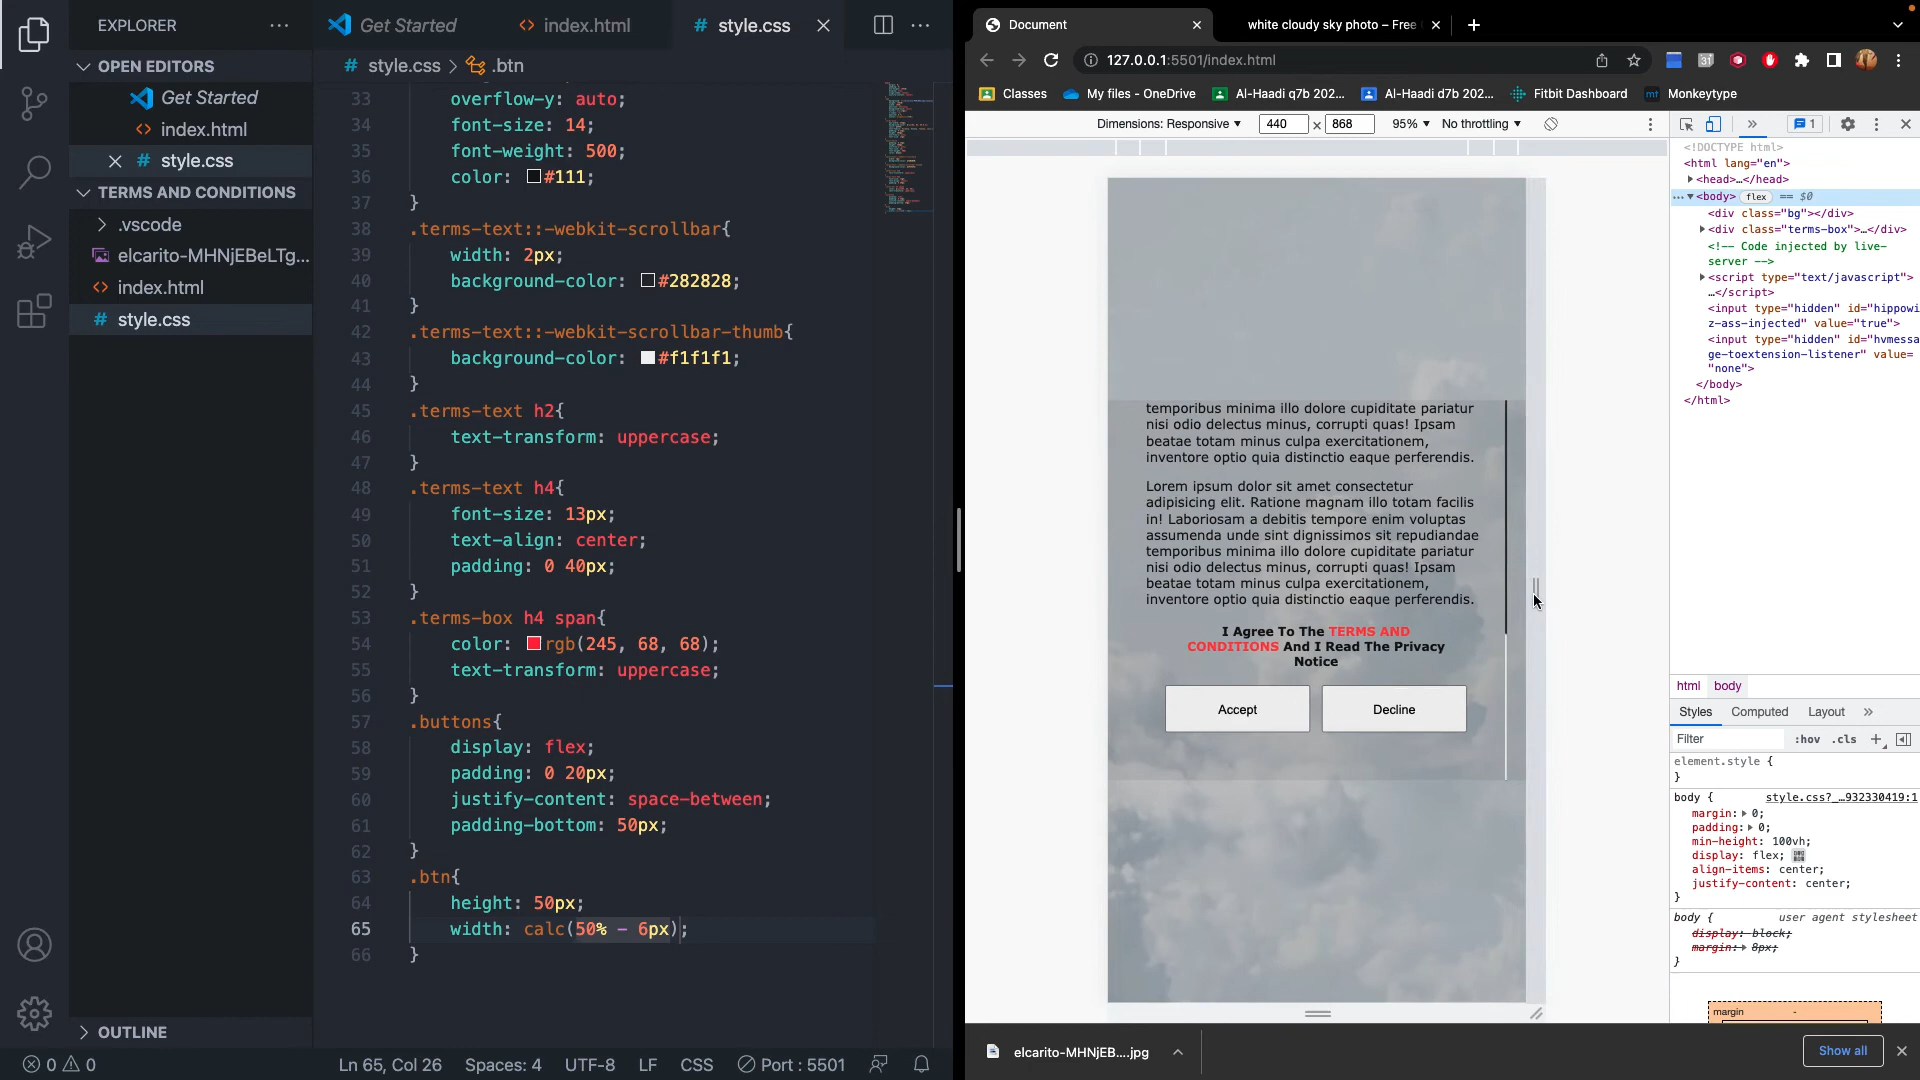 EXPLORER
OPEN EDITORS
Get Started
index.html
style.css
TERMS AND CONDITIONS
.vscode
elcarito-MHNjEBeLTg...
index.html
style.css
OUTLINE
Get Started
index.html
style.css
style.css > .btn
33 overflow-y: auto;
34 font-size: 14;
35 font-weight: 500;
36 color: #111;
37 }
38 .terms-text::-webkit-scrollbar{
39 width: 2px;
40 background-color: #282828;
41 }
42 .terms-text::-webkit-scrollbar-thumb{
43 background-color: #f1f1f1;
44 }
45 .terms-text h2{
46 text-transform: uppercase;
47 }
48 .terms-text h4{
49 font-size: 13px;
50 text-align: center;
51 padding: 0 40px;
52 }
53 .terms-box h4 span{
54 color: rgb(245, 68, 68);
55 text-transform: uppercase;
56 }
57 .buttons{
58 display: flex;
59 padding: 0 20px;
60 justify-content: space-between;
61 padding-bottom: 50px;
62 }
63 .btn{
64 height: 50px;
65 width: calc(50% - 6px);
66 }
0 0
Ln 65, Col 26
Spaces: 4
UTF-8
LF
CSS
Port : 5501
Document
white cloudy sky photo – Free
127.0.0.1:5501/index.html
Classes
My files - OneDrive
Al-Haadi q7b 202...
Al-Haadi d7b 202...
Fitbit Dashboard
mt Monkeytype
Dimensions: Responsive
440 x 868
95%
No throttling
1
temporibus minima illo dolore cupiditate pariatur
nisi odio delectus minus, corrupti quas! Ipsam
beatae totam minus culpa exercitationem,
inventore optio quia distinctio eaque perferendis.
Lorem ipsum dolor sit amet consectetur
adipisicing elit. Ratione magnam illo totam facilis
in! Laboriosam a debitis tempore enim voluptas
assumenda unde sint dignissimos sit repudiandae
temporibus minima illo dolore cupiditate pariatur
nisi odio delectus minus, corrupti quas! Ipsam
beatae totam minus culpa exercitationem,
inventore optio quia distinctio eaque perferendis.
I Agree To The TERMS AND
CONDITIONS And I Read The Privacy
Notice
Accept
Decline
<!DOCTYPE html>
<html lang="en">
<head>…</head>
<body> flex == $0
<div class="bg"></div>
<div class="terms-box">…</div>
<!-- Code injected by live-
server -->
<script type="text/javascript">
…</script>
<input type="hidden" id="hippowi
z-ass-injected" value="true">
<input type="hidden" id="hvmessa
ge-toextension-listener" value=
"none">
</body>
</html>
html body
Styles Computed Layout
Filter :hov .cls
element.style {
}
body { style.css?_…932330419:1
margin: 0;
padding: 0;
min-height: 100vh;
display: flex;
align-items: center;
justify-content: center;
}
body { user agent stylesheet
display: block;
margin: 8px;
}
margin -
elcarito-MHNjEB....jpg
Show all